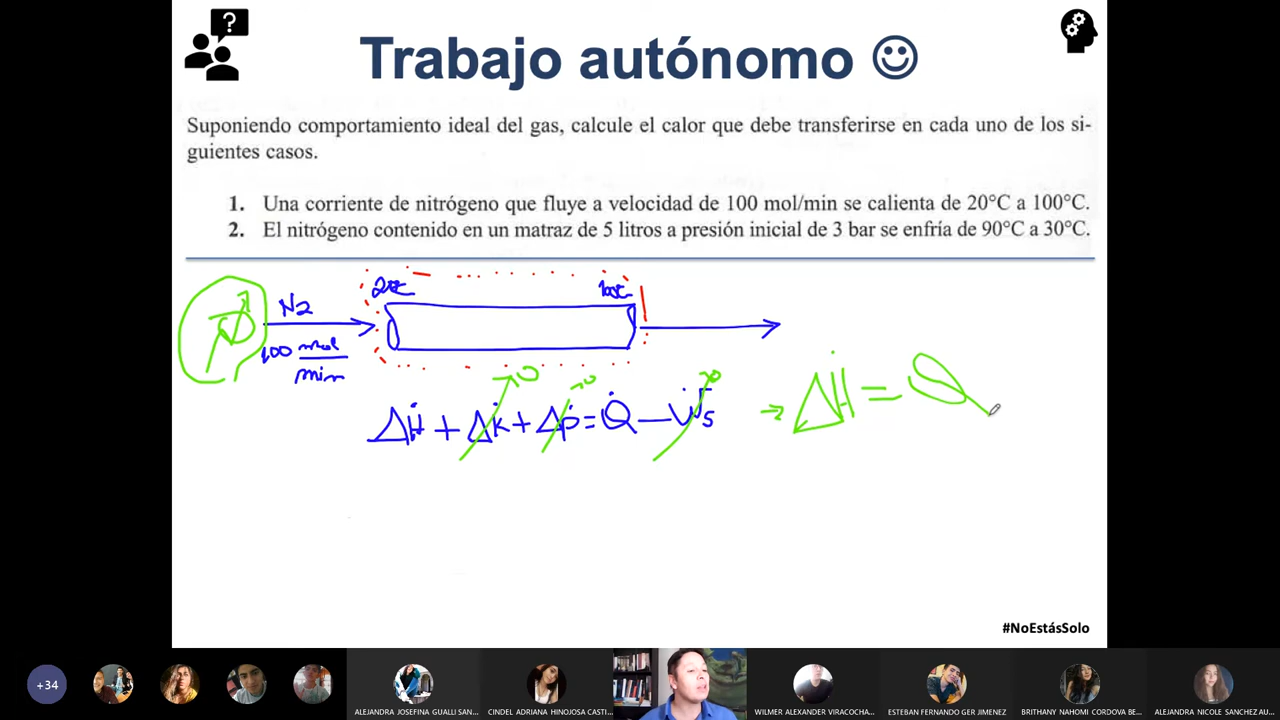 Trabajo autónomo
Suponiendo comportamiento ideal del gas, calcule el calor que debe transferirse en cada uno de los si-
guientes casos.
1. Una corriente de nitrógeno que fluye a velocidad de 100 mol/min se calienta de 20°C a 100°C.
2. El nitrógeno contenido en un matraz de 5 litros a presión inicial de 3 bar se enfría de 90°C a 30°C.
N2
100 mol
min
ΔḢ + Δk̇ + Δṗ = Q̇ – Ẇs
→ ΔḢ = Q
#NoEstásSolo
+34
ALEJANDRA JOSEFINA GUALLI SAN...
CINDEL ADRIANA HINOJOSA CASTI...
WILMER ALEXANDER VIRACOCHA...
ESTEBAN FERNANDO GER JIMENEZ
BRITHANY NAHOMI CORDOVA BE...
ALEJANDRA NICOLE SANCHEZ AU...